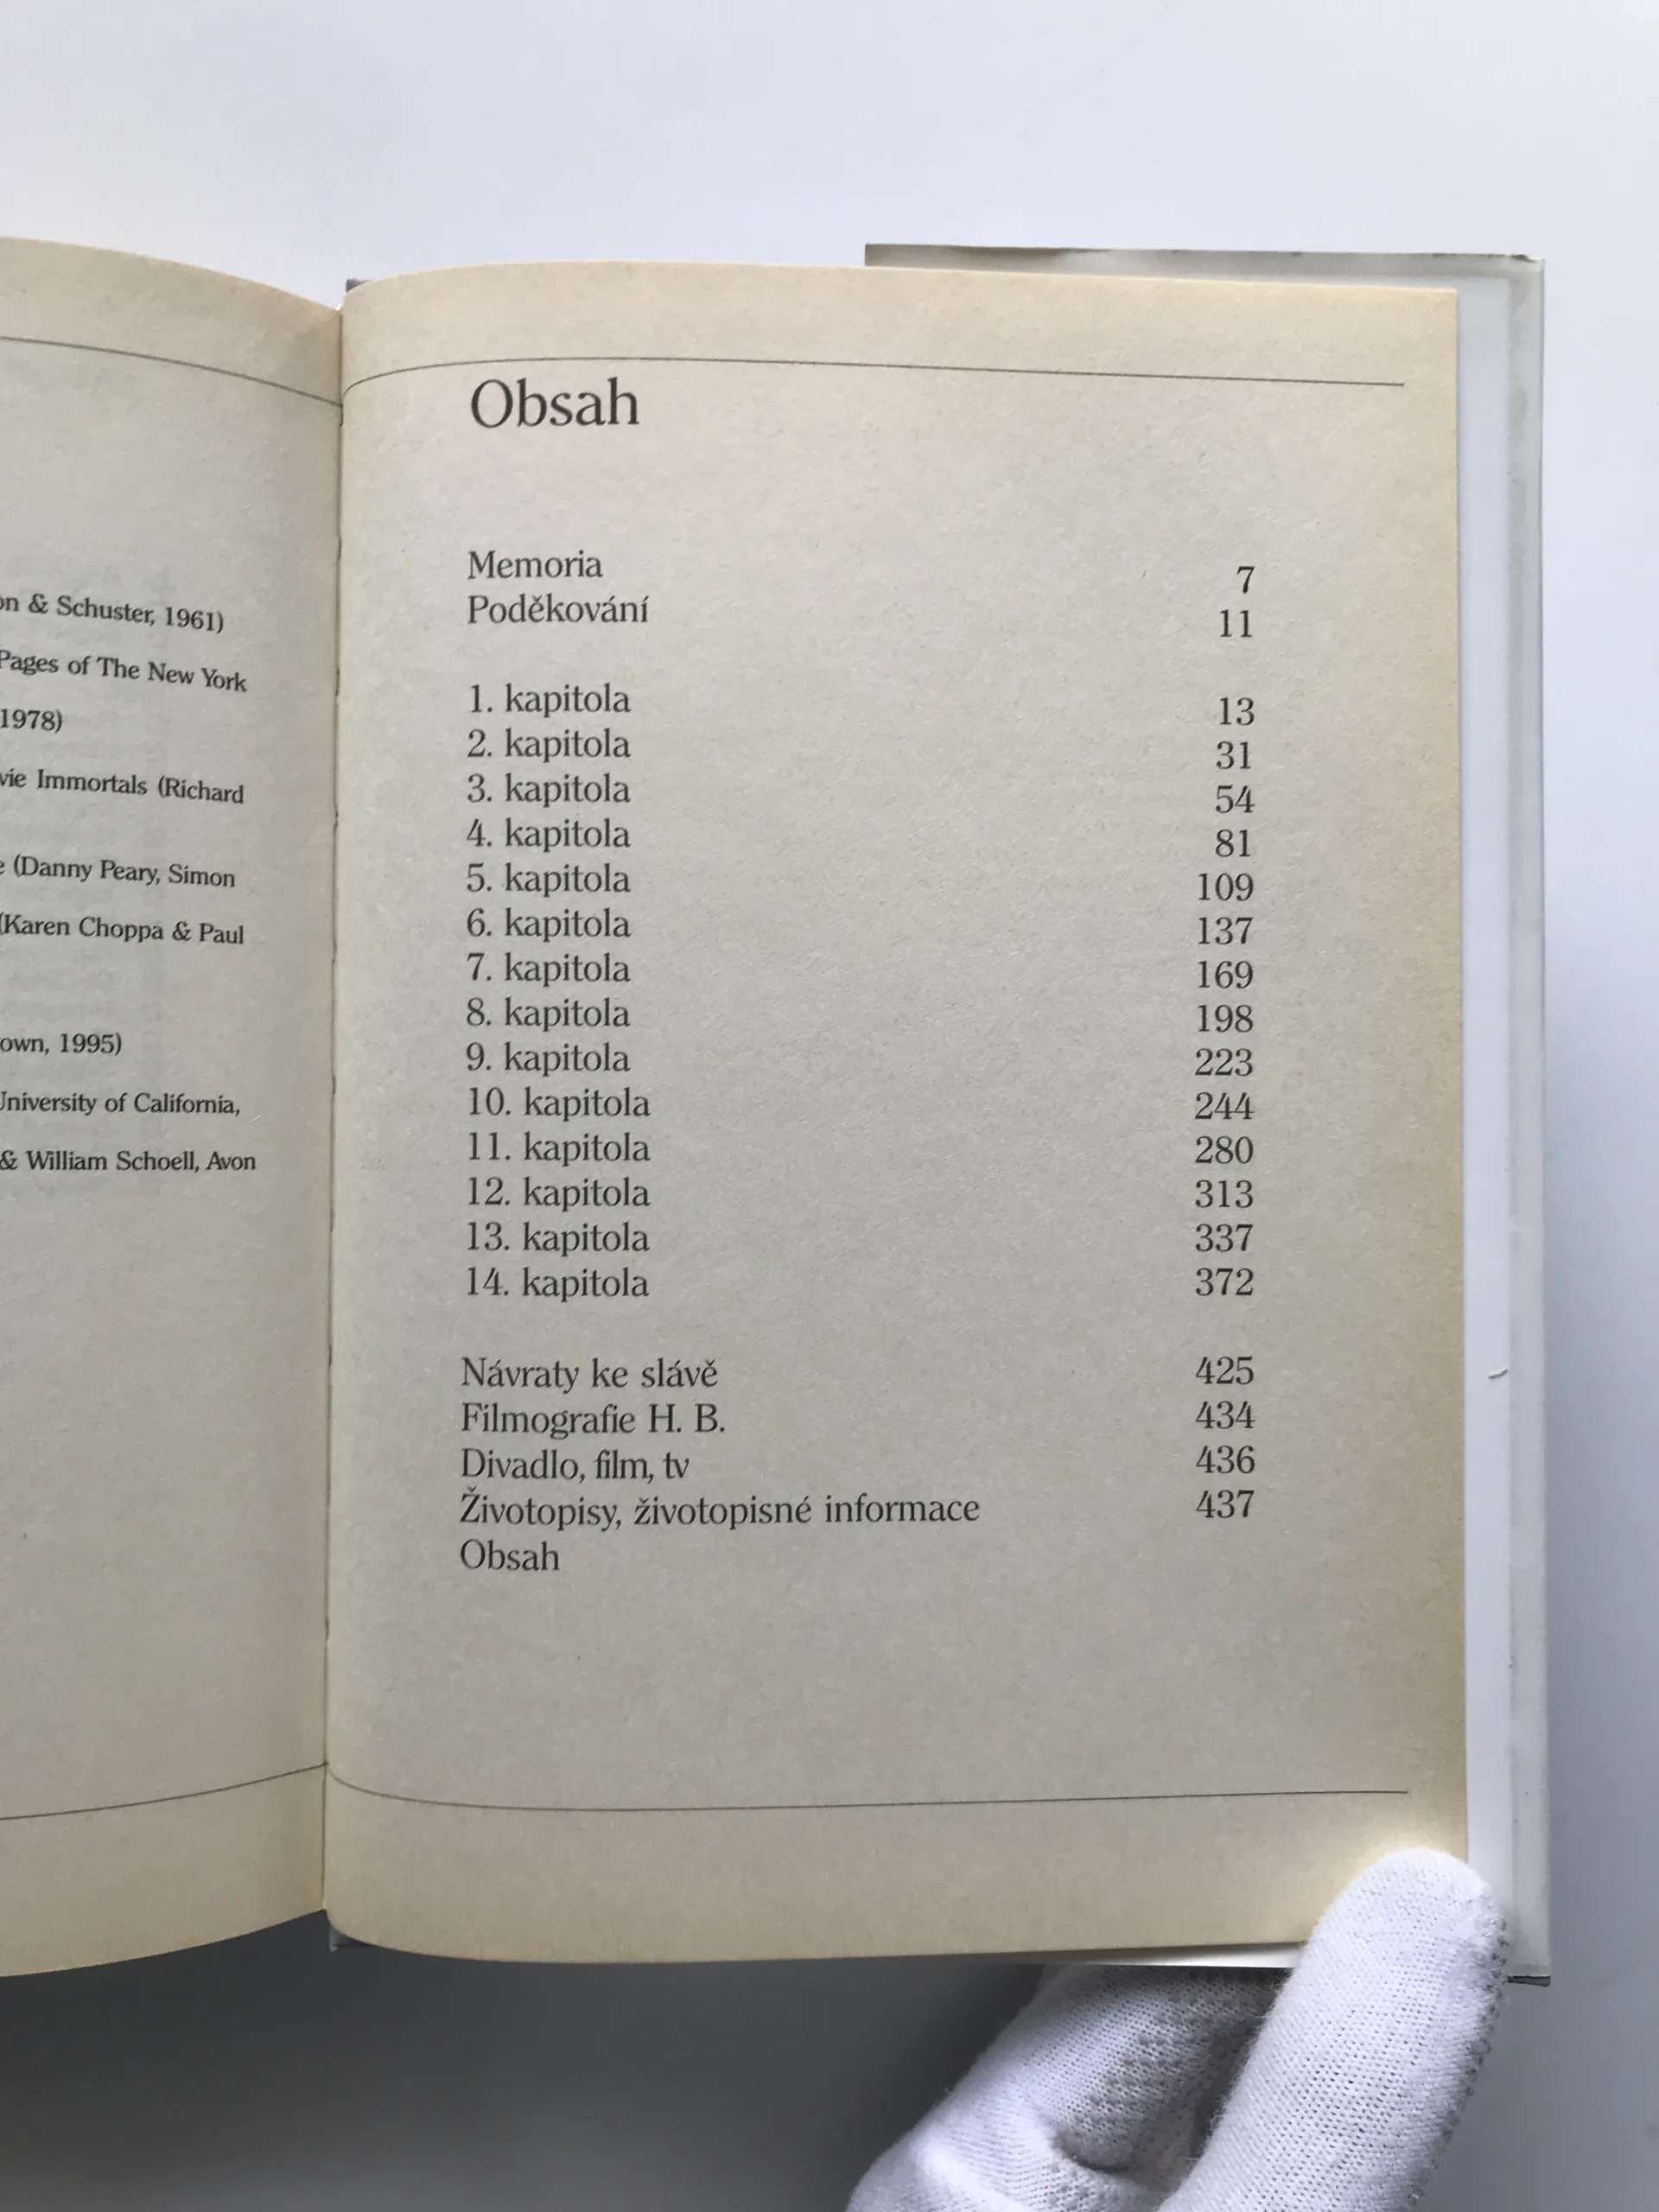 on & Schuster, 1961)
Pages of The New York
1978)
vie Immortals (Richard
e (Danny Peary, Simon
(Karen Choppa & Paul
own, 1995)
University of California,
& William Schoell, Avon
Obsah
Memoria 7
Poděkování 11
1. kapitola 13
2. kapitola 31
3. kapitola 54
4. kapitola 81
5. kapitola 109
6. kapitola 137
7. kapitola 169
8. kapitola 198
9. kapitola 223
10. kapitola 244
11. kapitola 280
12. kapitola 313
13. kapitola 337
14. kapitola 372
Návraty ke slávě 425
Filmografie H. B. 434
Divadlo, film, tv 436
Životopisy, životopisné informace 437
Obsah